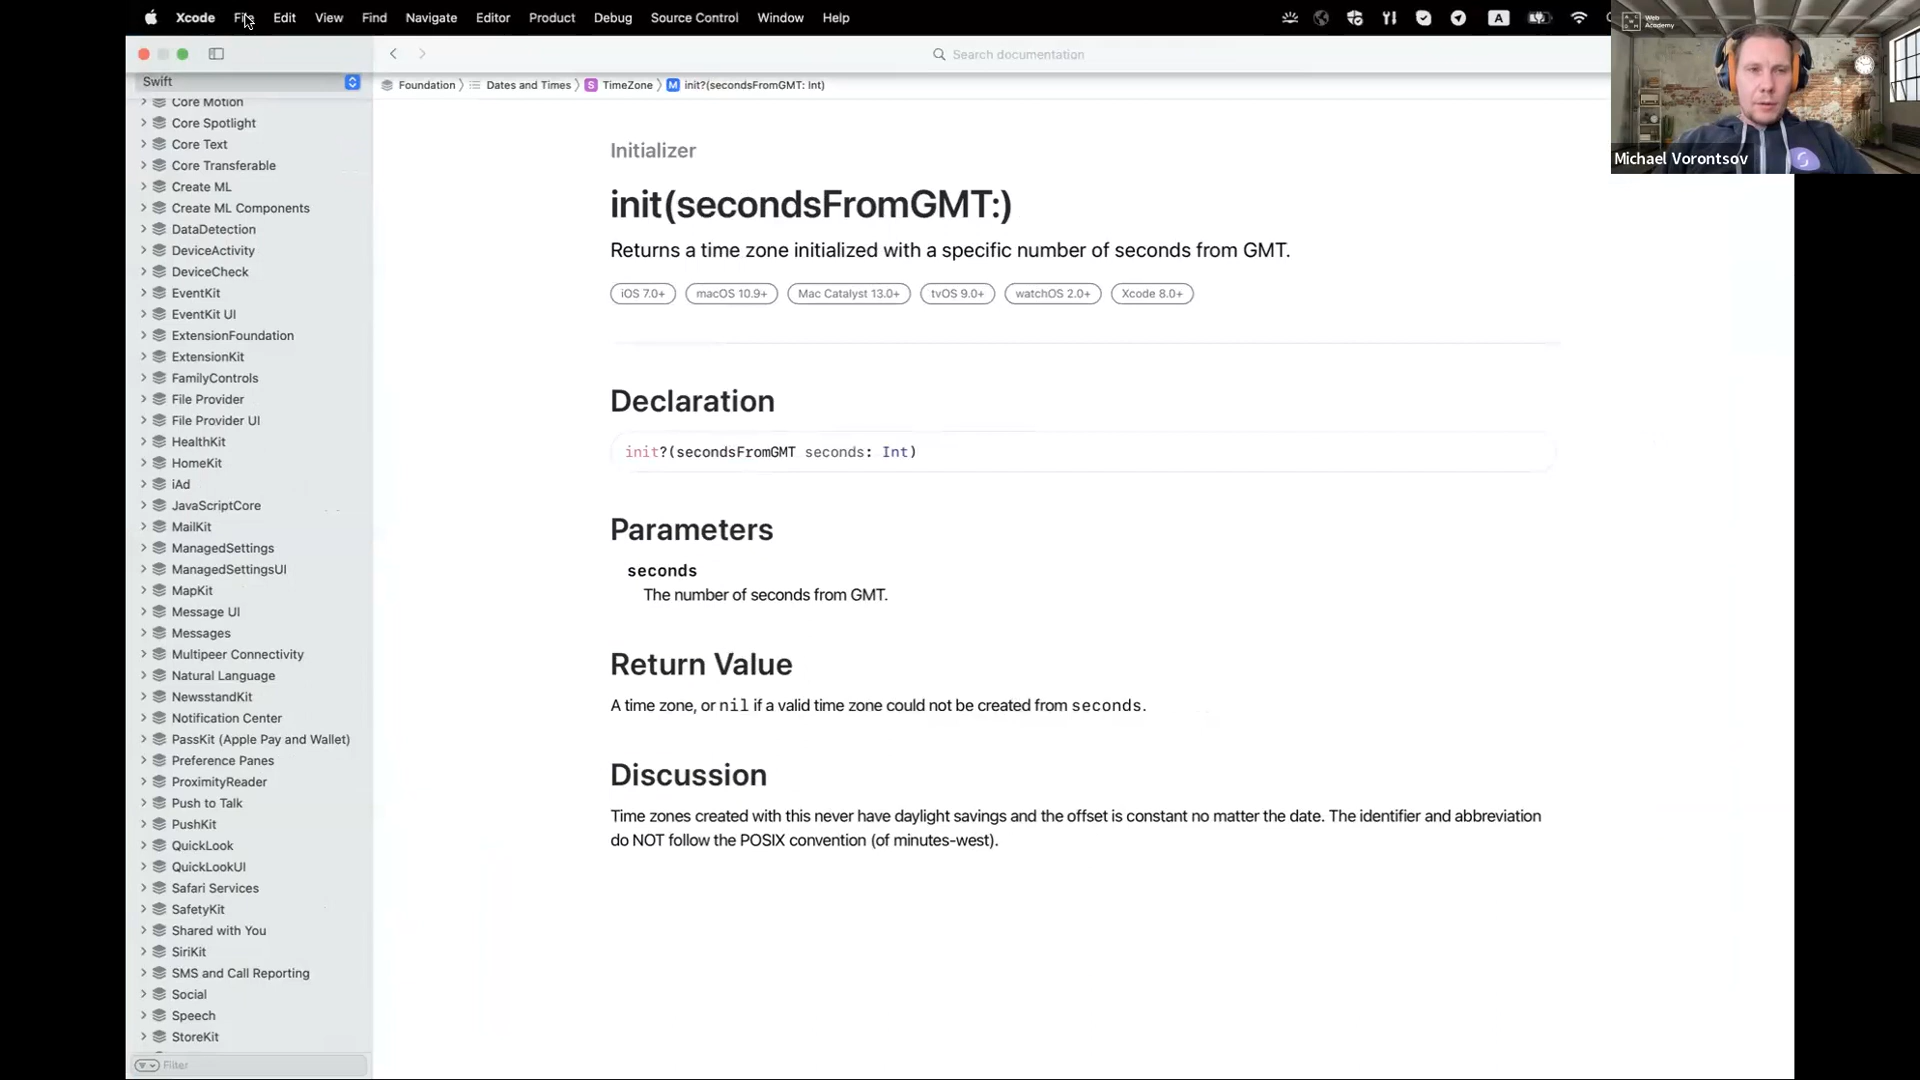 Xcode File Edit View Find Navigate Editor Product Debug Source Control Window Help
A
Web
Academy
Michael Vorontsov
Search documentation
Swift
Foundation Dates and Times S TimeZone M init?(secondsFromGMT: Int)
Core Motion
Core Spotlight
Core Text
Core Transferable
Create ML
Create ML Components
DataDetection
DeviceActivity
DeviceCheck
EventKit
EventKit UI
ExtensionFoundation
ExtensionKit
FamilyControls
File Provider
File Provider UI
HealthKit
HomeKit
iAd
JavaScriptCore
MailKit
ManagedSettings
ManagedSettingsUI
MapKit
Message UI
Messages
Multipeer Connectivity
Natural Language
NewsstandKit
Notification Center
PassKit (Apple Pay and Wallet)
Preference Panes
ProximityReader
Push to Talk
PushKit
QuickLook
QuickLookUI
Safari Services
SafetyKit
Shared with You
SiriKit
SMS and Call Reporting
Social
Speech
StoreKit
Filter
Initializer
init(secondsFromGMT:)
Returns a time zone initialized with a specific number of seconds from GMT.
iOS 7.0+ macOS 10.9+ Mac Catalyst 13.0+ tvOS 9.0+ watchOS 2.0+ Xcode 8.0+
Declaration
init?(secondsFromGMT seconds: Int)
Parameters
seconds
The number of seconds from GMT.
Return Value
A time zone, or nil if a valid time zone could not be created from seconds.
Discussion
Time zones created with this never have daylight savings and the offset is constant no matter the date. The identifier and abbreviation
do NOT follow the POSIX convention (of minutes-west).